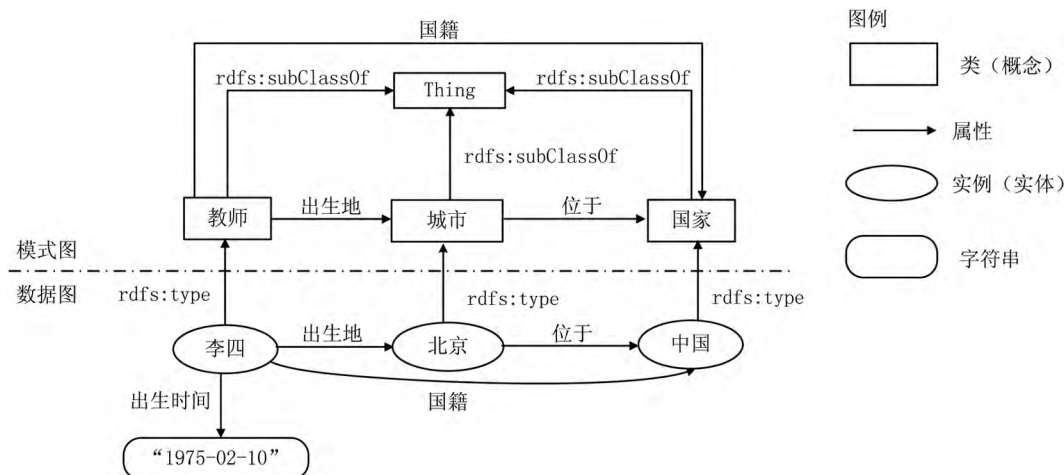 国籍
图例
rdfs:subClassOf
rdfs:subClassOf
Thing
类（概念）
属性
rdfs:subClassOf
教师
出生地
城市
位于
国家
实例（实体）
模式图
字符串
数据图
rdfs:type
rdfs:type
rdfs:type
李四
出生地
北京
位于
中国
出生时间
国籍
“1975-02-10”